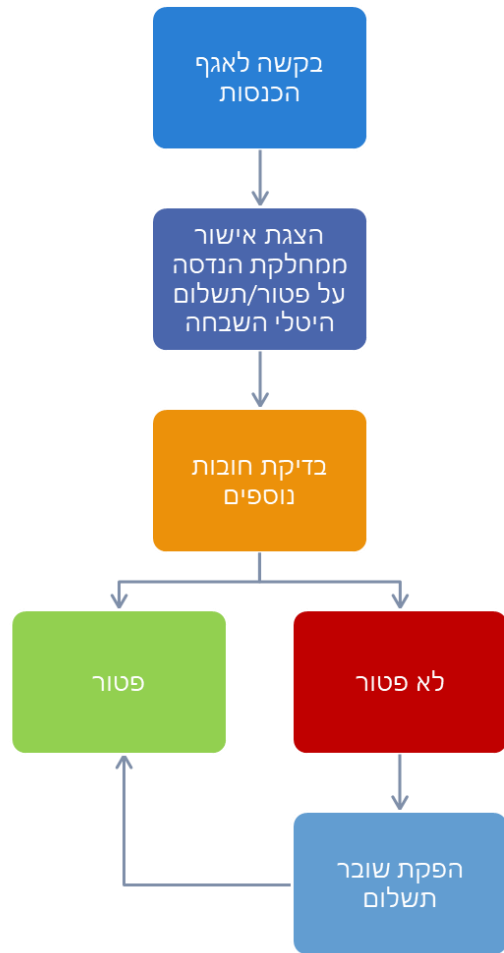 בקשה לאגף
הכנסות
הצגת אישור
ממחלקת הנדסה
על פטור/תשלום
היטלי השבחה
בדיקת חובות
נוספים
לא פטור
פטור
הפקת שובר
תשלום